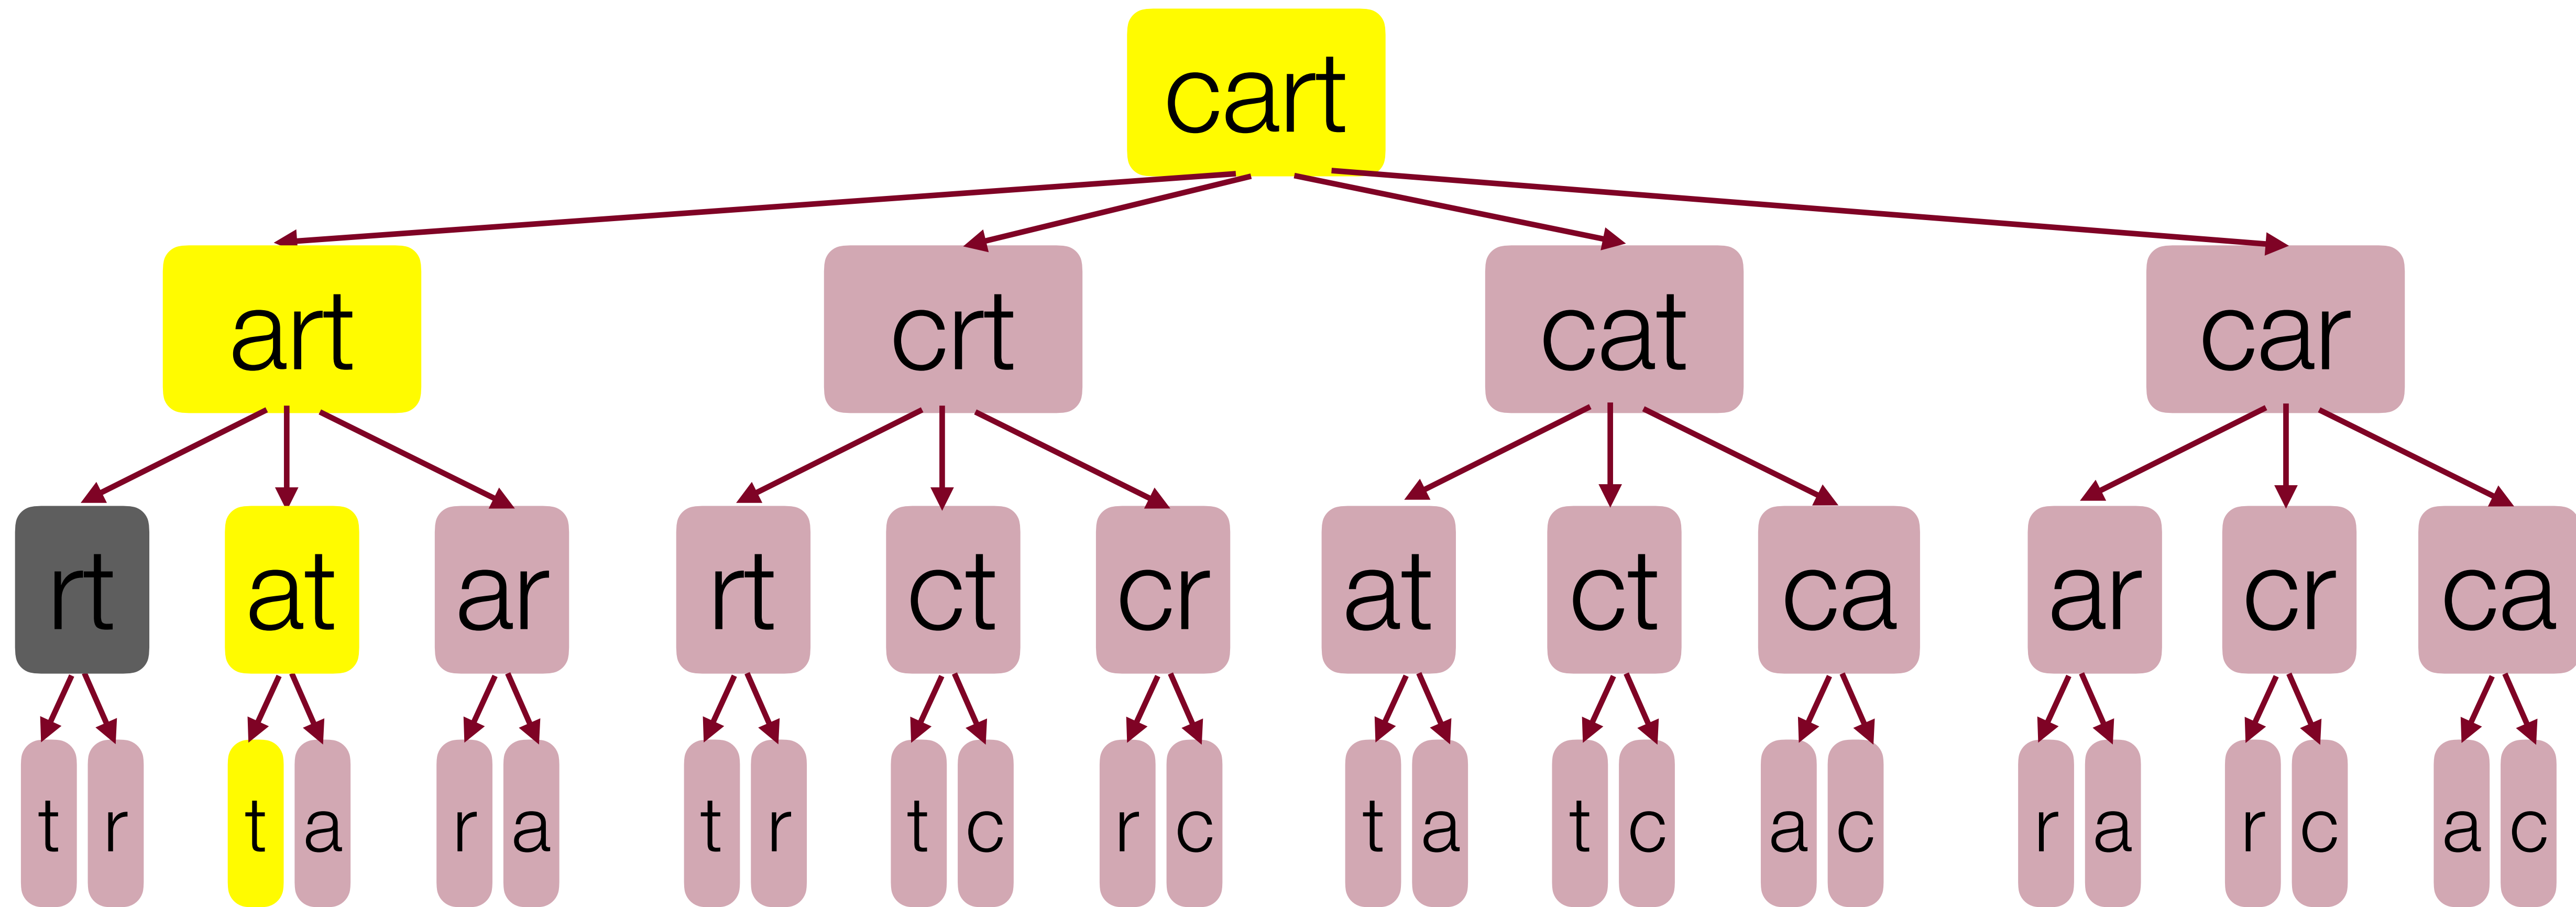 cart
art crt cat car
rt at ar rt ct cr at ct ca ar cr ca
t r t a r a t r t c r c t a t c a c r a r c a c